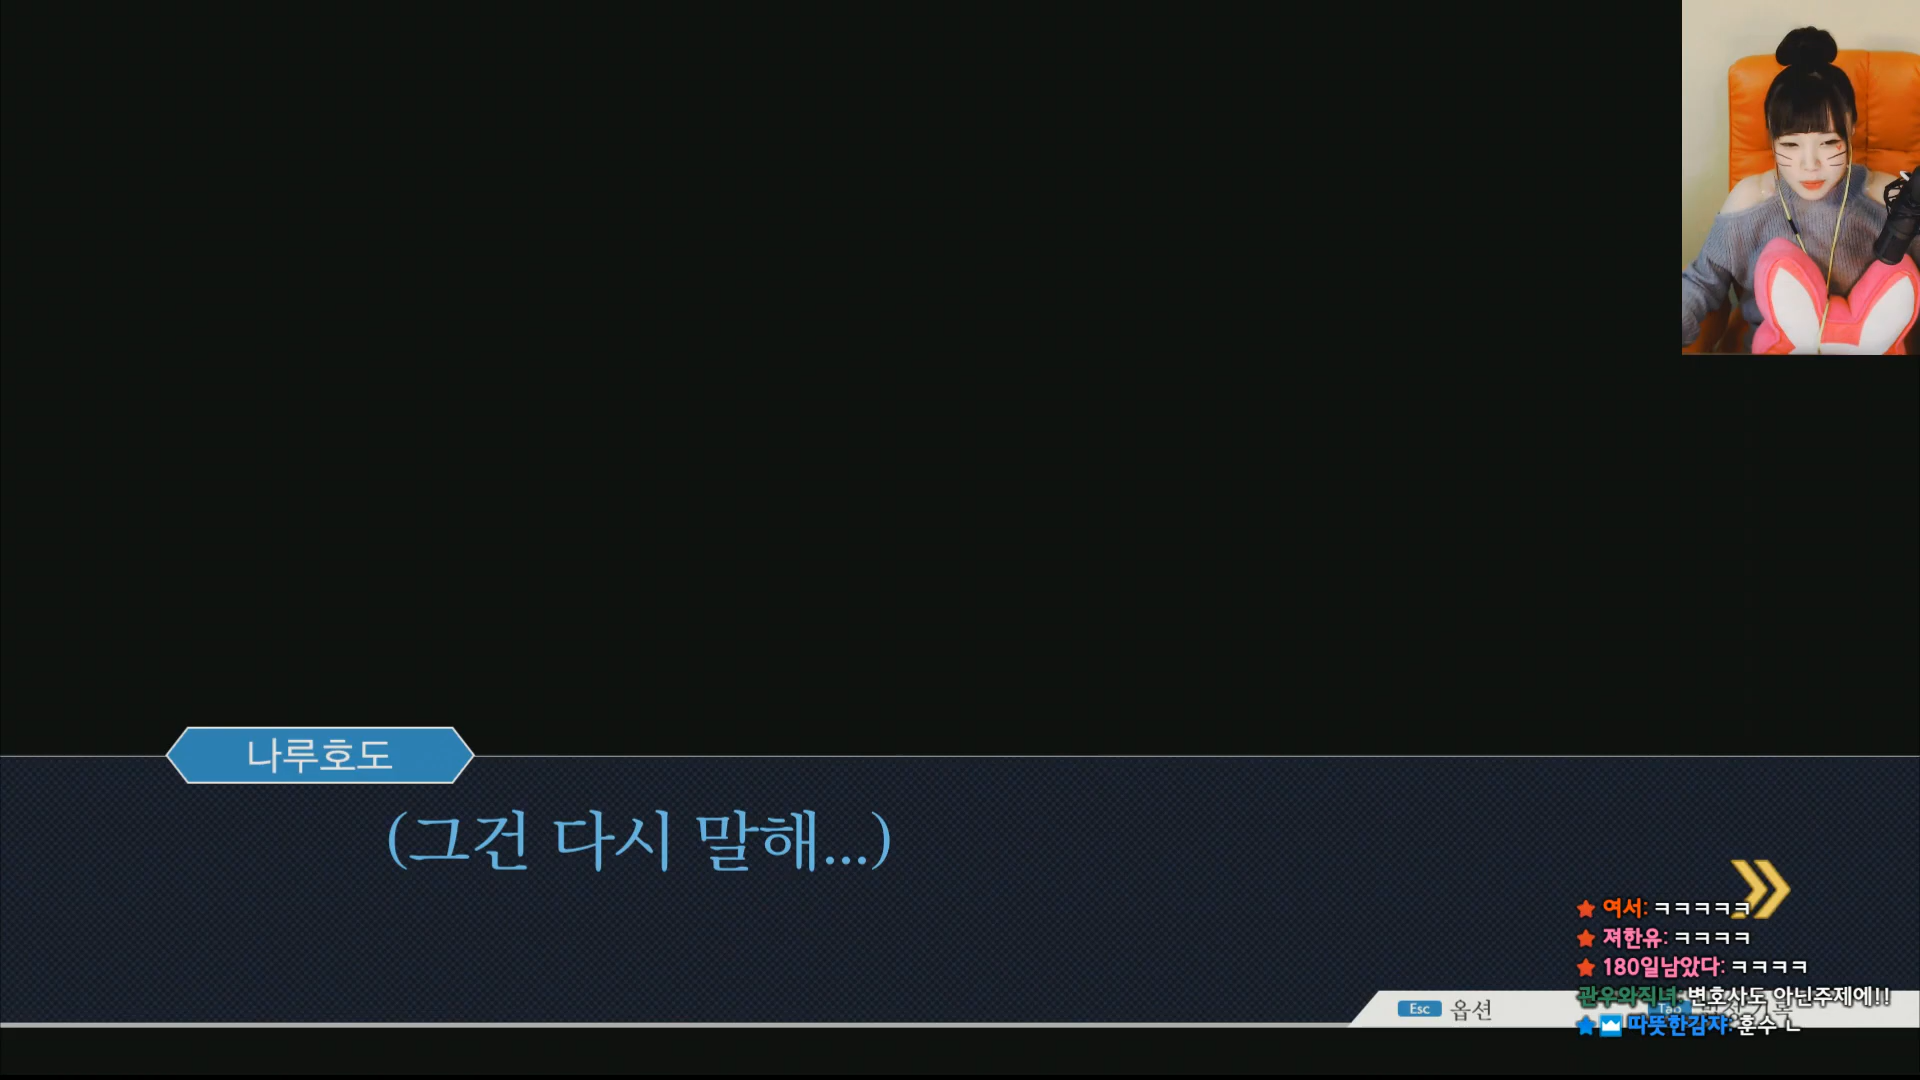 나루호도
(그건 다시 말해...)
여서: ㅋㅋㅋㅋㅋ
져한유: ㅋㅋㅋㅋ
180일남았다: ㅋㅋㅋㅋ
관우와직녀: 변호사도 아닌주제에!!
Esc 옵션
Tab
따뜻한감쟈: 훈수 ㄴ